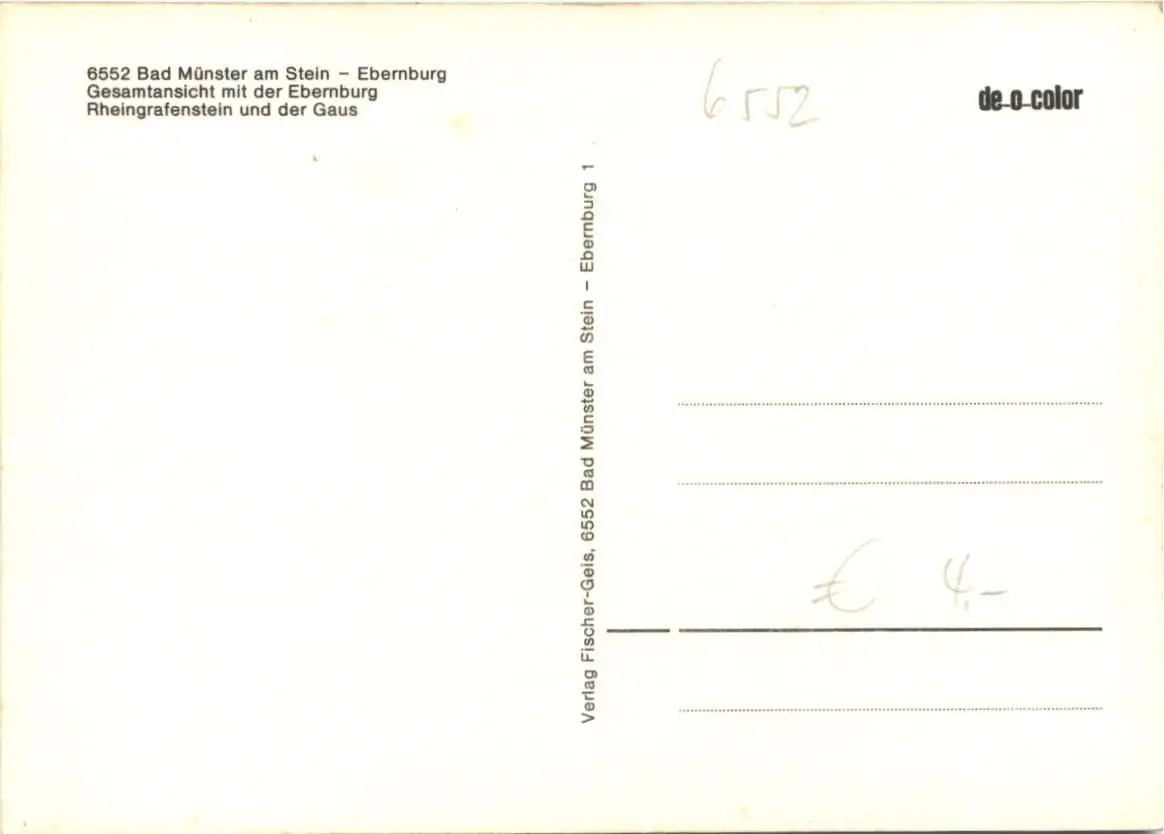 6552 Bad Münster am Stein – Ebernburg
Gesamtansicht mit der Ebernburg
Rheingrafenstein und der Gaus
6552
de-o-color
Verlag Fischer-Geis, 6552 Bad Münster am Stein – Ebernburg 1
€ 4,-